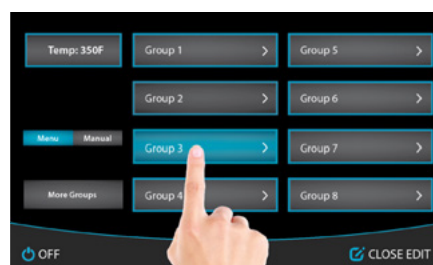 Temp: 350F
Group 1
Group 5
Group 2
Group 6
Menu Manual
Group 3
Group 7
More Groups
Group 4
Group 8
OFF
CLOSE EDIT